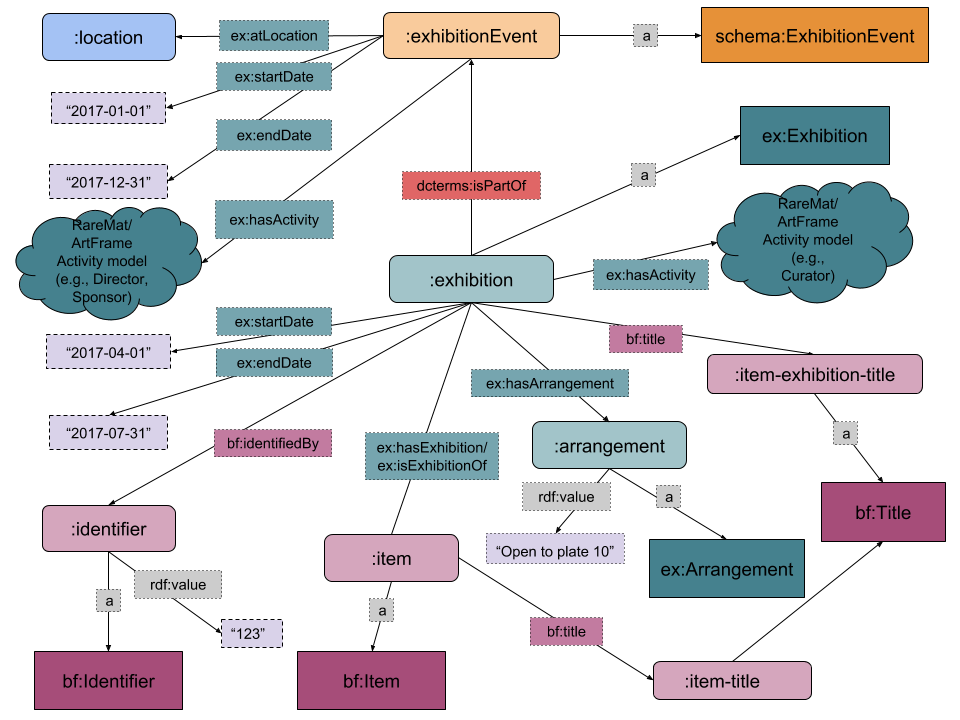 :location
ex:atLocation
:exhibitionEvent
a
schema:ExhibitionEvent
ex:startDate
“2017-01-01”
ex:endDate
ex:Exhibition
“2017-12-31”
a
dcterms:isPartOf
RareMat/
ArtFrame
Activity model
(e.g., Director,
Sponsor)
ex:hasActivity
RareMat/
ArtFrame
Activity model
(e.g.,
Curator)
:exhibition
ex:hasActivity
ex:startDate
“2017-04-01”
bf:title
ex:endDate
:item-exhibition-title
ex:hasArrangement
“2017-07-31”
bf:identifiedBy
ex:hasExhibition/
ex:isExhibitionOf
:arrangement
a
rdf:value
a
bf:Title
:identifier
“Open to plate 10”
:item
ex:Arrangement
rdf:value
a
a
“123”
bf:title
bf:Identifier
bf:Item
:item-title